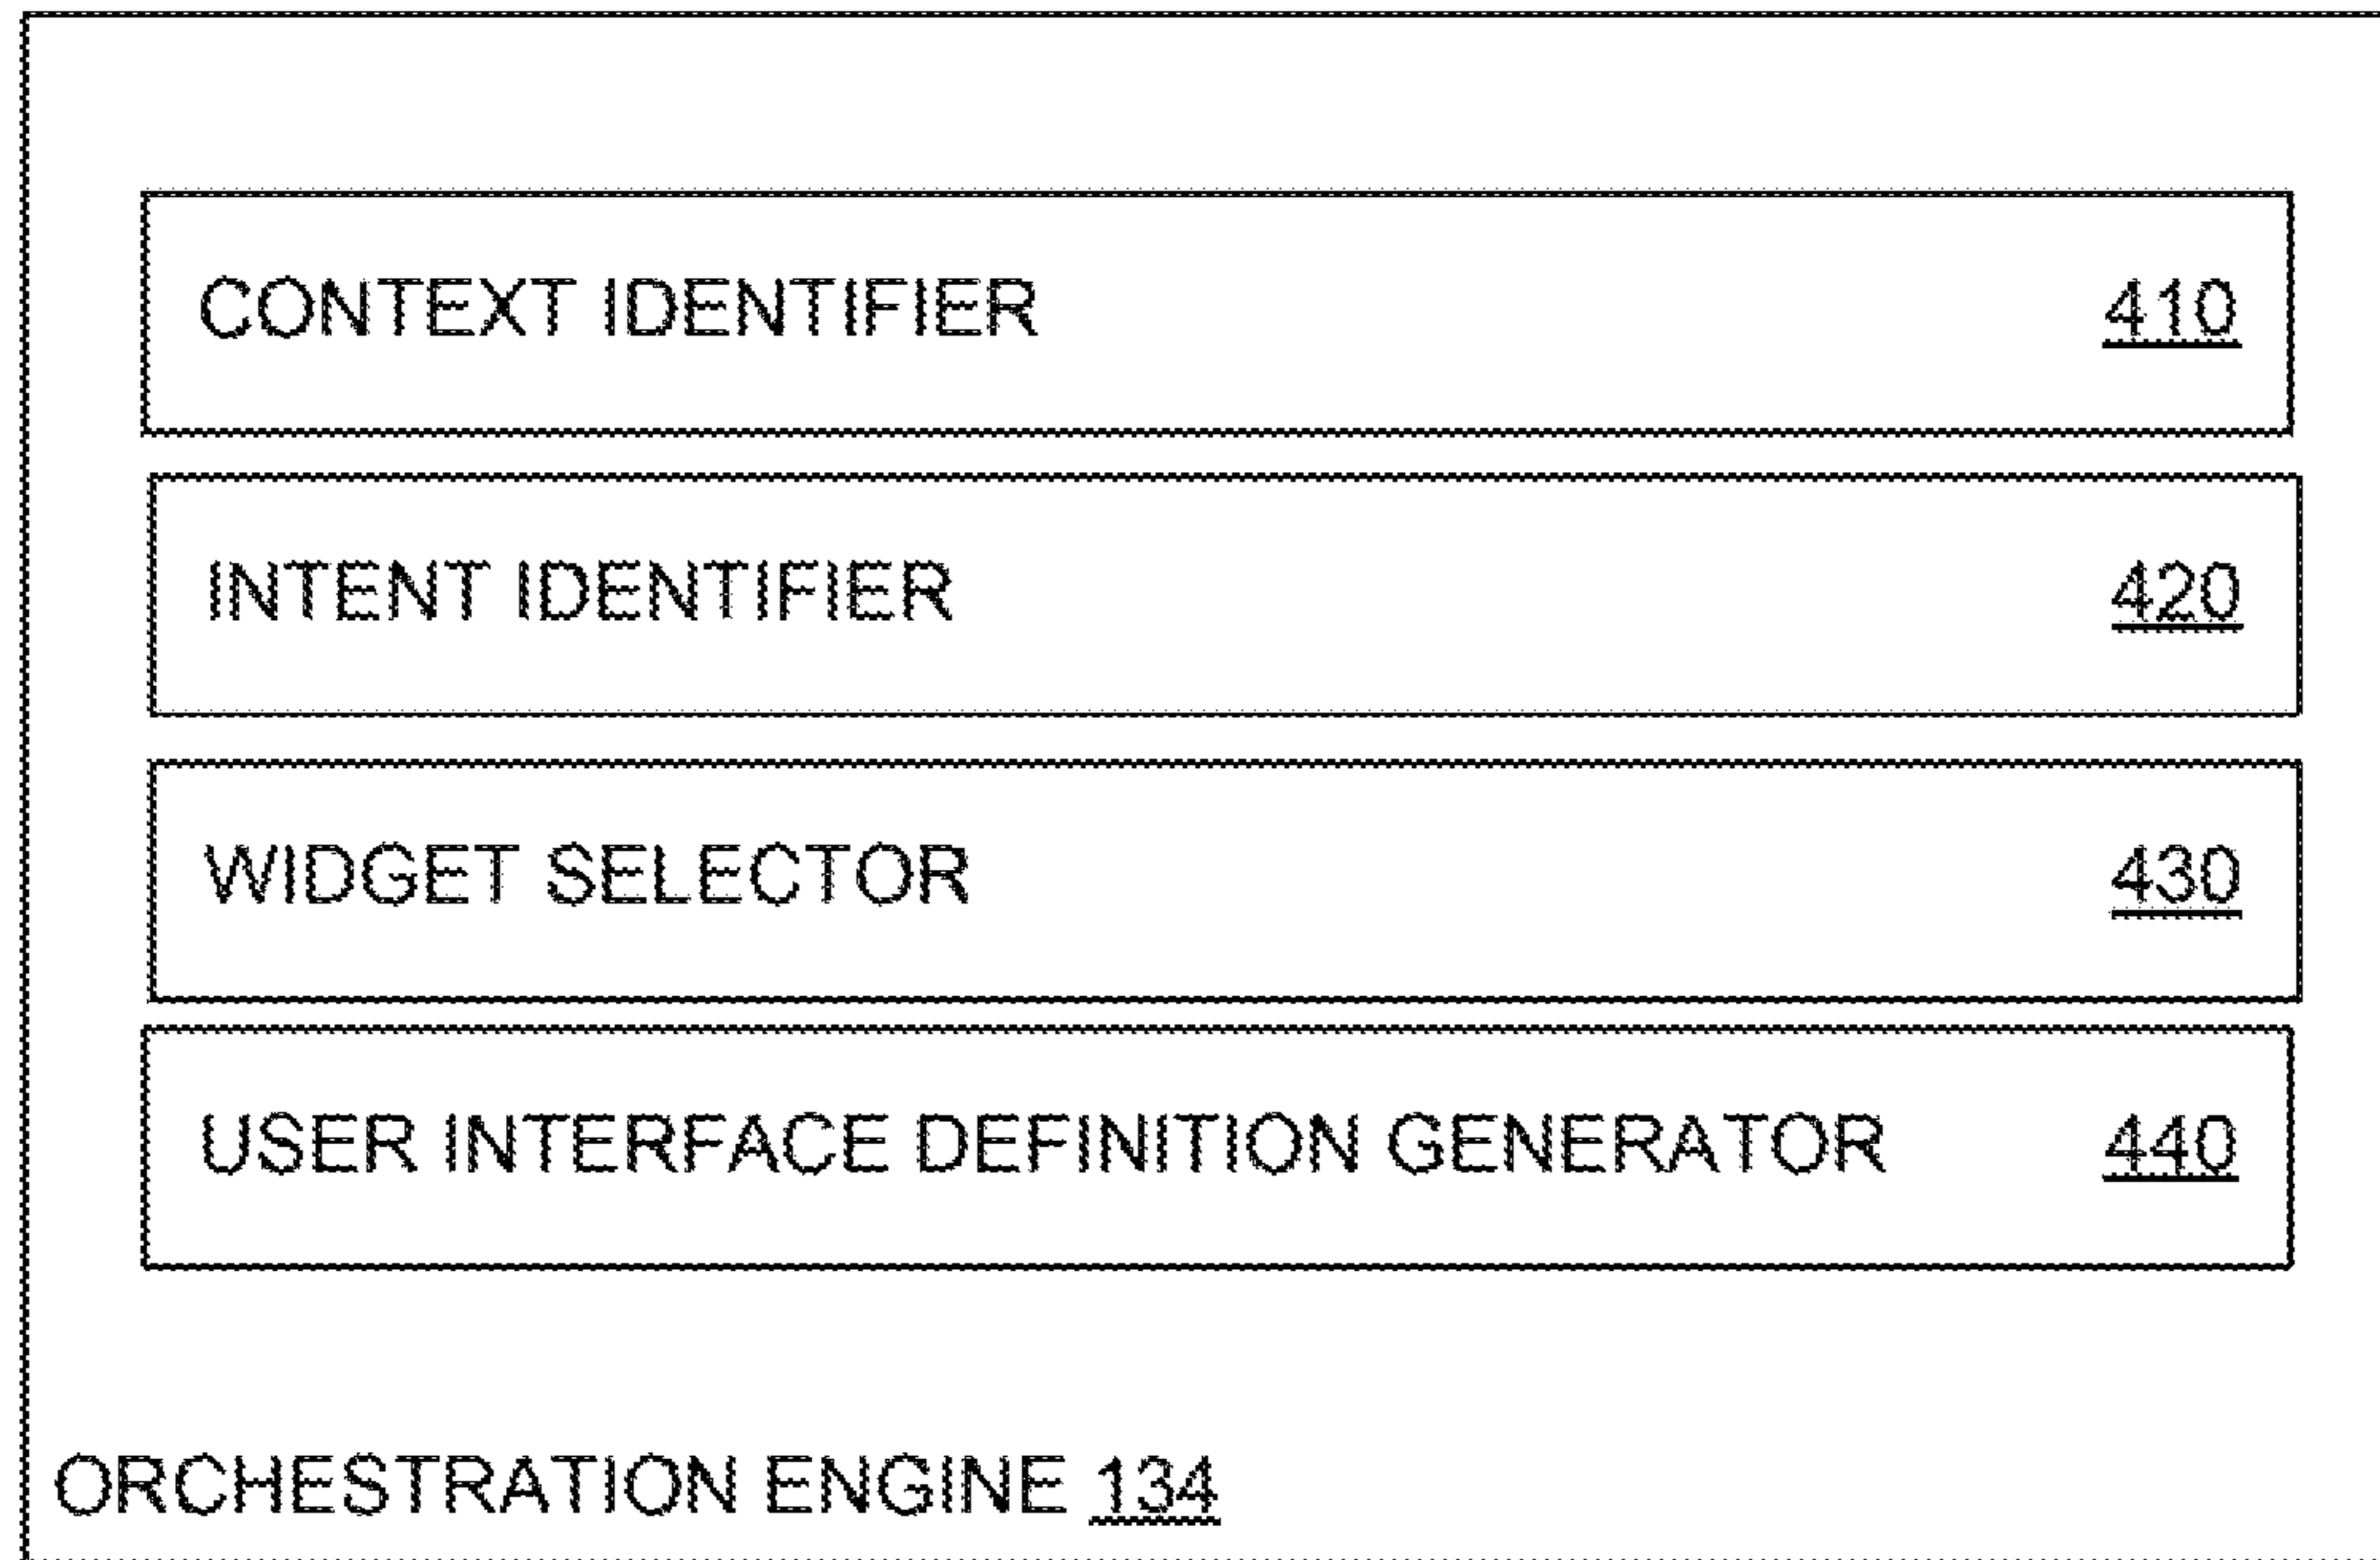 CONTEXT IDENTIFIER 410
INTENT IDENTIFIER 420
WIDGET SELECTOR 430
USER INTERFACE DEFINITION GENERATOR 440
ORCHESTRATION ENGINE 134